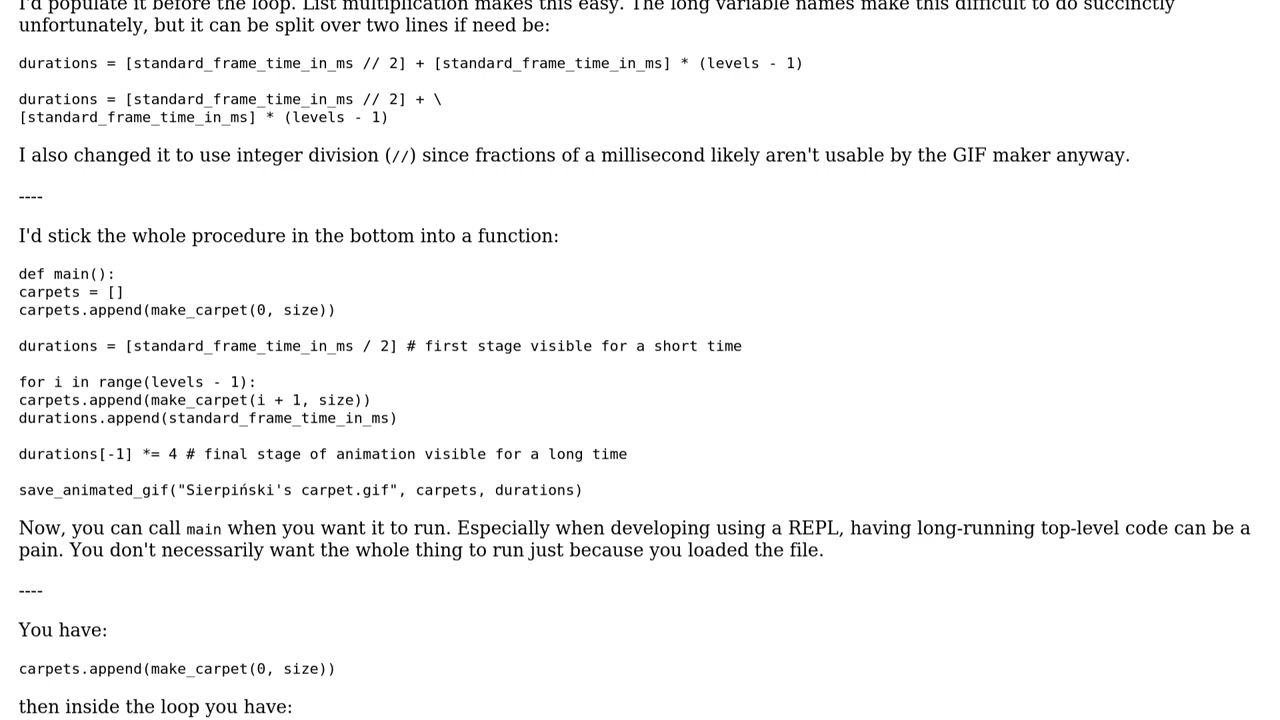 I'd populate it before the loop. List multiplication makes this easy. The long variable names make this difficult to do succinctly
unfortunately, but it can be split over two lines if need be:
durations = [standard_frame_time_in_ms // 2] + [standard_frame_time_in_ms] * (levels - 1)
durations = [standard_frame_time_in_ms // 2] + \
[standard_frame_time_in_ms] * (levels - 1)
I also changed it to use integer division (//) since fractions of a millisecond likely aren't usable by the GIF maker anyway.
----
I'd stick the whole procedure in the bottom into a function:
def main():
carpets = []
carpets.append(make_carpet(0, size))
durations = [standard_frame_time_in_ms / 2] # first stage visible for a short time
for i in range(levels - 1):
carpets.append(make_carpet(i + 1, size))
durations.append(standard_frame_time_in_ms)
durations[-1] *= 4 # final stage of animation visible for a long time
save_animated_gif("Sierpiński's carpet.gif", carpets, durations)
Now, you can call main when you want it to run. Especially when developing using a REPL, having long-running top-level code can be a
pain. You don't necessarily want the whole thing to run just because you loaded the file.
----
You have:
carpets.append(make_carpet(0, size))
then inside the loop you have: